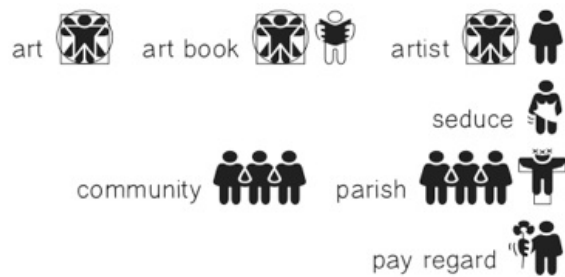 art art book artist
seduce
community parish
pay regard